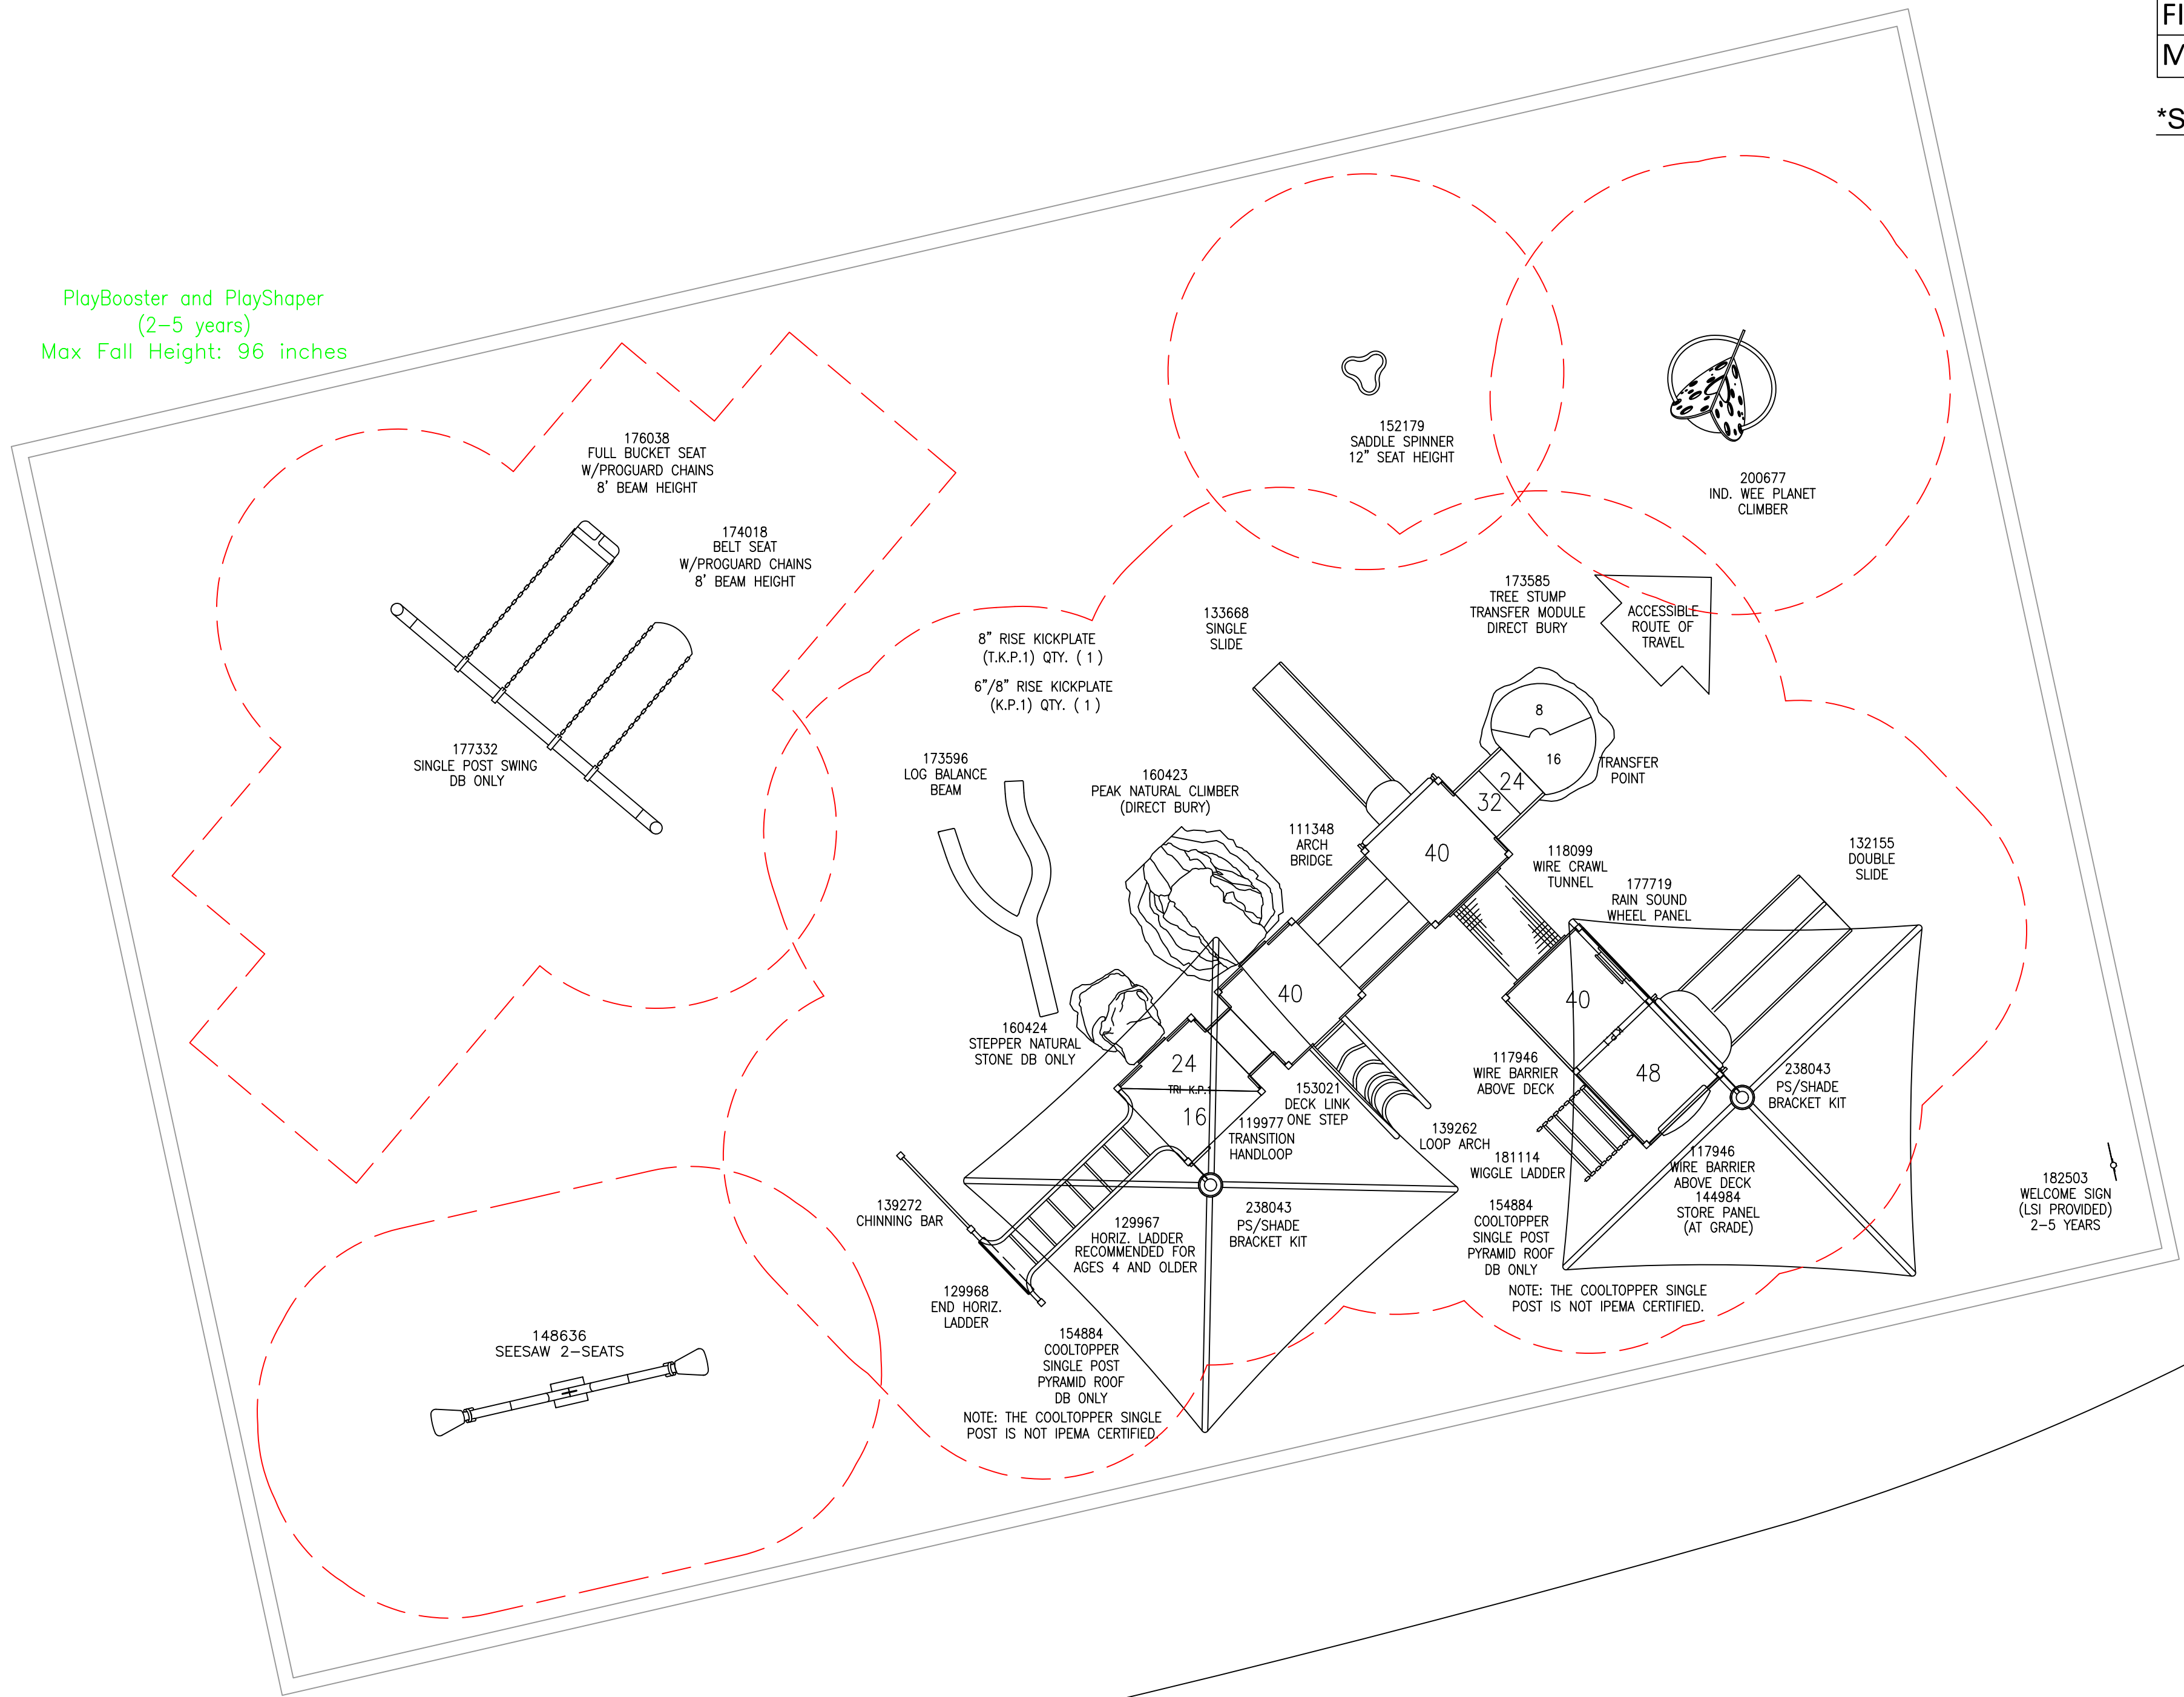 FI
M
*S
PlayBooster and PlayShaper
(2-5 years)
Max Fall Height: 96 inches
176038
FULL BUCKET SEAT
W/PROGUARD CHAINS
8' BEAM HEIGHT
174018
BELT SEAT
W/PROGUARD CHAINS
8' BEAM HEIGHT
177332
SINGLE POST SWING
DB ONLY
152179
SADDLE SPINNER
12" SEAT HEIGHT
200677
IND. WEE PLANET
CLIMBER
173585
TREE STUMP
TRANSFER MODULE
DIRECT BURY
ACCESSIBLE
ROUTE OF
TRAVEL
133668
SINGLE
SLIDE
8" RISE KICKPLATE
(T.K.P.1) QTY. ( 1 )
6"/8" RISE KICKPLATE
(K.P.1) QTY. ( 1 )
8
16
24
32
TRANSFER
POINT
173596
LOG BALANCE
BEAM
160423
PEAK NATURAL CLIMBER
(DIRECT BURY)
111348
ARCH
BRIDGE
40
118099
WIRE CRAWL
TUNNEL
177719
RAIN SOUND
WHEEL PANEL
132155
DOUBLE
SLIDE
40
40
48
160424
STEPPER NATURAL
STONE DB ONLY
24
TRI K.P.1
16
153021
DECK LINK
ONE STEP
119977
TRANSITION
HANDLOOP
117946
WIRE BARRIER
ABOVE DECK
238043
PS/SHADE
BRACKET KIT
139262
LOOP ARCH
181114
WIGGLE LADDER
117946
WIRE BARRIER
ABOVE DECK
144984
STORE PANEL
(AT GRADE)
182503
WELCOME SIGN
(LSI PROVIDED)
2-5 YEARS
139272
CHINNING BAR
129967
HORIZ. LADDER
RECOMMENDED FOR
AGES 4 AND OLDER
238043
PS/SHADE
BRACKET KIT
154884
COOLTOPPER
SINGLE POST
PYRAMID ROOF
DB ONLY
NOTE: THE COOLTOPPER SINGLE
POST IS NOT IPEMA CERTIFIED.
129968
END HORIZ.
LADDER
154884
COOLTOPPER
SINGLE POST
PYRAMID ROOF
DB ONLY
NOTE: THE COOLTOPPER SINGLE
POST IS NOT IPEMA CERTIFIED.
148636
SEESAW 2-SEATS